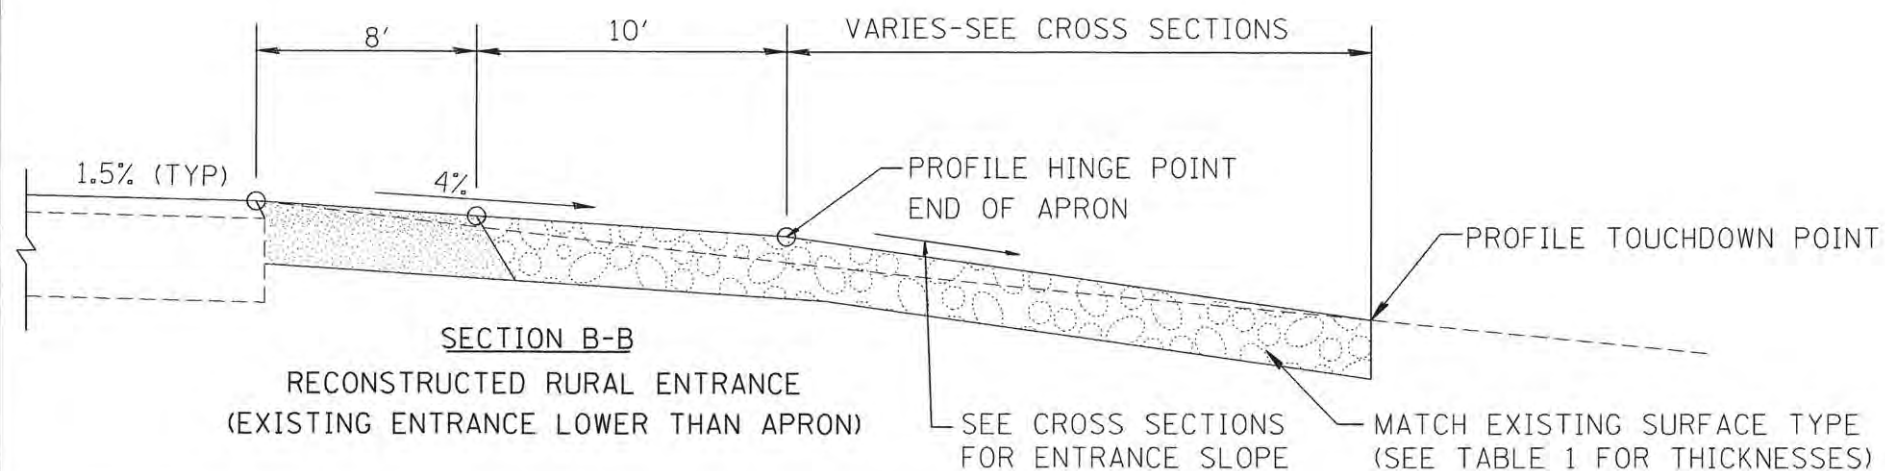 8'
10'
VARIES-SEE CROSS SECTIONS
1.5% (TYP)
4%
PROFILE HINGE POINT
END OF APRON
PROFILE TOUCHDOWN POINT
SECTION B-B
RECONSTRUCTED RURAL ENTRANCE
(EXISTING ENTRANCE LOWER THAN APRON)
SEE CROSS SECTIONS
FOR ENTRANCE SLOPE
MATCH EXISTING SURFACE TYPE
(SEE TABLE 1 FOR THICKNESSES)